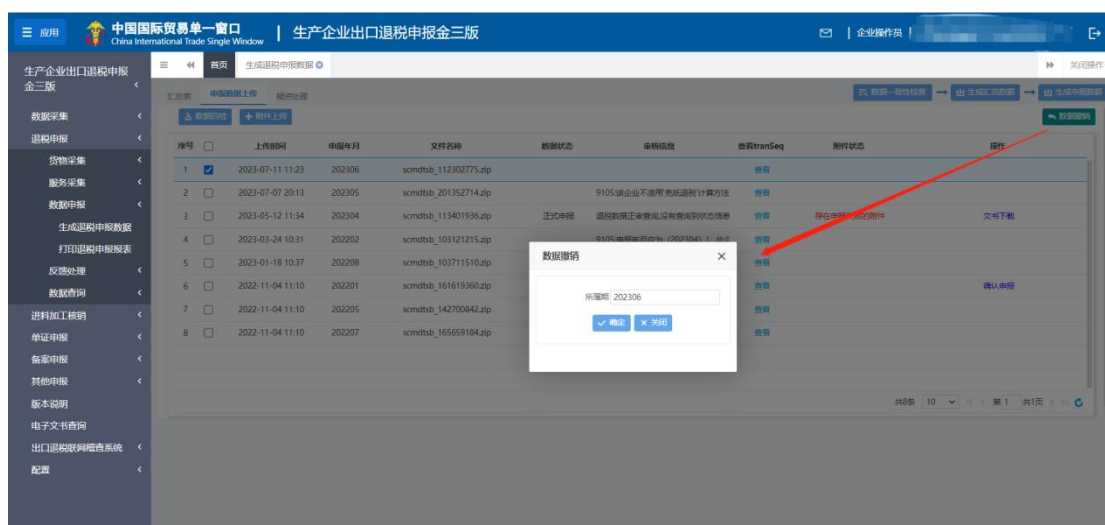 应用
中国国际贸易单一窗口
China International Trade Single Window
生产企业出口退税申报金三版
企业操作员
生产企业出口退税申报金三版
首页
生成退税申报数据
关闭操作
数据采集
退税申报
货物采集
服务采集
数据申报
生成退税申报数据
打印退税申报报表
反馈处理
数据查询
进料加工核销
单证申报
备案申报
其他申报
版本说明
电子文书查询
出口退税联网稽查系统
配置
汇总表 申报数据上传 疑点处理
数据一致性检查 生成汇总数据 生成申报数据
数据自检 附件上传
数据撤销
序号 上传时间 申报年月 文件名称 数据状态 审核信息 查看tranSeq 附件状态 操作
1 2023-07-11 11:23 202306 scmdtsb_112302775.zip 查看
2 2023-07-07 20:13 202305 scmdtsb_201352714.zip 9105:该企业不适用'免抵退税'计算方法 查看
3 2023-05-12 11:34 202304 scmdtsb_113401936.zip 正式申报 退税数据正审查阅,没有查询到状态信息 查看 存在申报 的附件 文书下载
4 2023-03-24 10:31 202202 scmdtsb_103121215.zip 9105:申报年月应为（202304）！ 查看
5 2023-01-18 10:37 202208 scmdtsb_103711510.zip 查看
6 2022-11-04 11:10 202201 scmdtsb_161619360.zip 查看 确认申报
7 2022-11-04 11:10 202205 scmdtsb_142700842.zip 查看
8 2022-11-04 11:10 202207 scmdtsb_165659184.zip 查看
数据撤销
所属期 202306
确定 关闭
共8条 10 第 1 共1页